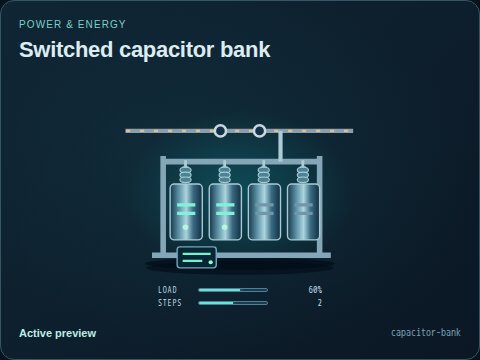 POWER & ENERGY
Switched capacitor bank
LOAD 60%
STEPS 2
Active preview
capacitor-bank